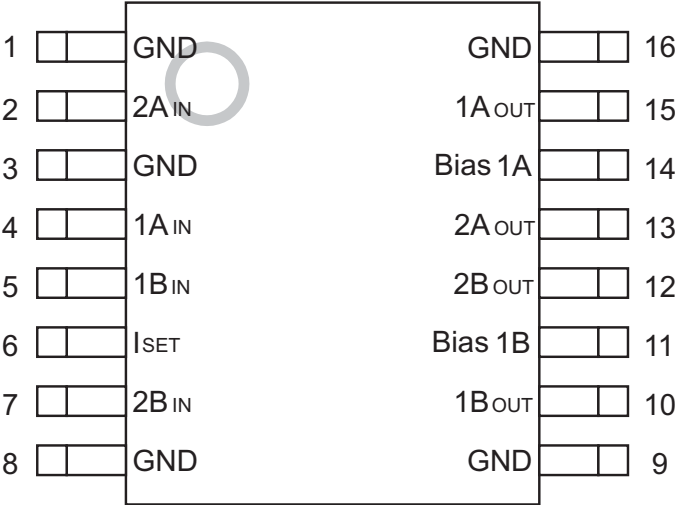 1 GND GND 16
2 2A IN 1A OUT 15
3 GND Bias 1A 14
4 1A IN 2A OUT 13
5 1B IN 2B OUT 12
6 ISET Bias 1B 11
7 2B IN 1B OUT 10
8 GND GND 9